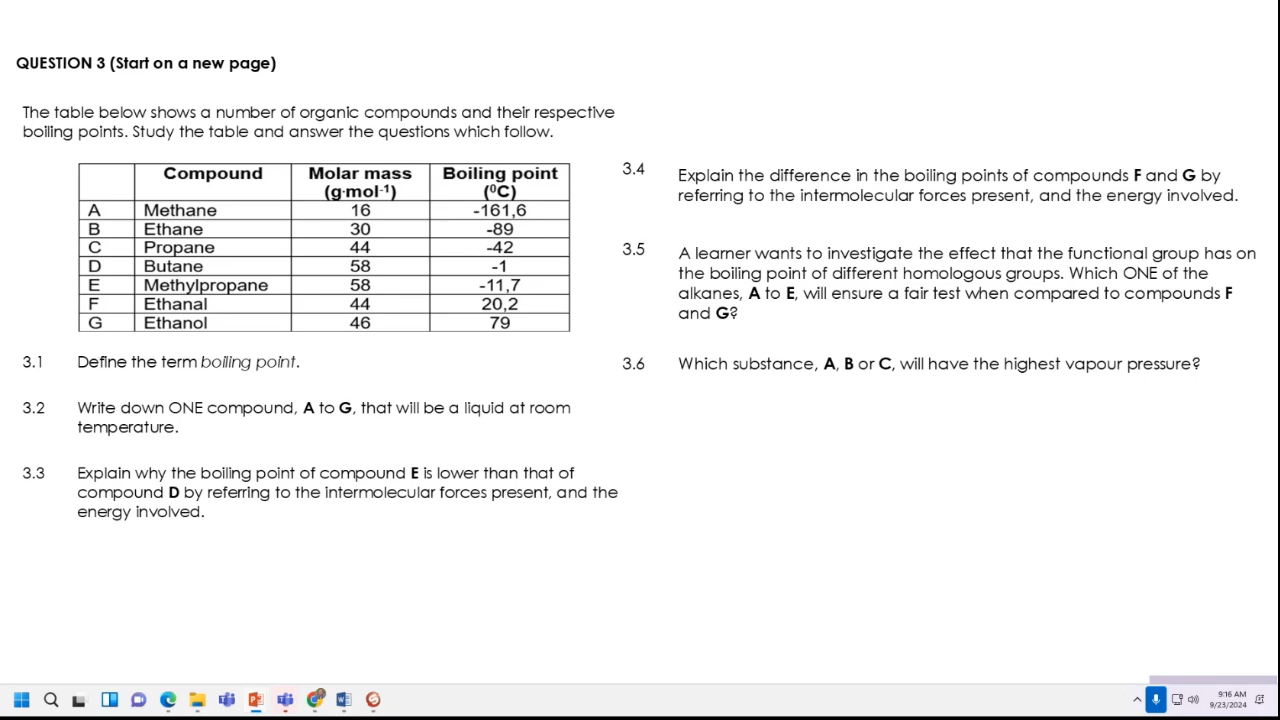 QUESTION 3 (Start on a new page)
The table below shows a number of organic compounds and their respective
boiling points. Study the table and answer the questions which follow.
Compound Molar mass (g·mol-1) Boiling point (⁰C)
A Methane 16 -161,6
B Ethane 30 -89
C Propane 44 -42
D Butane 58 -1
E Methylpropane 58 -11,7
F Ethanal 44 20,2
G Ethanol 46 79
3.1 Define the term boiling point.
3.2 Write down ONE compound, A to G, that will be a liquid at room
temperature.
3.3 Explain why the boiling point of compound E is lower than that of
compound D by referring to the intermolecular forces present, and the
energy involved.
3.4 Explain the difference in the boiling points of compounds F and G by
referring to the intermolecular forces present, and the energy involved.
3.5 A learner wants to investigate the effect that the functional group has on
the boiling point of different homologous groups. Which ONE of the
alkanes, A to E, will ensure a fair test when compared to compounds F
and G?
3.6 Which substance, A, B or C, will have the highest vapour pressure?
9:16 AM
9/23/2024